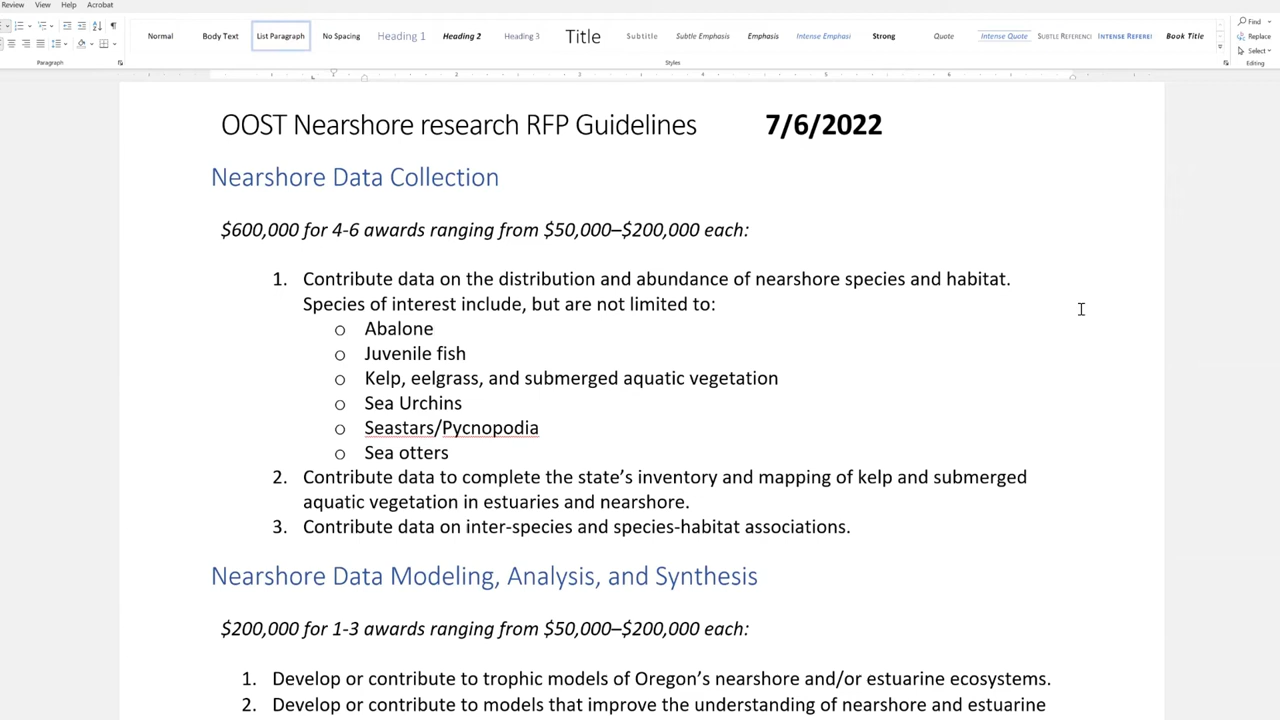 Review View Help Acrobat
Normal Body Text List Paragraph No Spacing Heading 1 Heading 2 Heading 3 Title Subtitle Subtle Emphasis Emphasis Intense Emphasi Strong Quote Intense Quote SUBTLE REFERENC INTENSE REFERE Book Title
Find
Replace
Select
Paragraph Styles Editing
2 3 4 5 6
OOST Nearshore research RFP Guidelines 7/6/2022
Nearshore Data Collection
$600,000 for 4-6 awards ranging from $50,000–$200,000 each:
1. Contribute data on the distribution and abundance of nearshore species and habitat.
Species of interest include, but are not limited to:
o Abalone
o Juvenile fish
o Kelp, eelgrass, and submerged aquatic vegetation
o Sea Urchins
o Seastars/Pycnopodia
o Sea otters
2. Contribute data to complete the state’s inventory and mapping of kelp and submerged
aquatic vegetation in estuaries and nearshore.
3. Contribute data on inter-species and species-habitat associations.
Nearshore Data Modeling, Analysis, and Synthesis
$200,000 for 1-3 awards ranging from $50,000–$200,000 each:
1. Develop or contribute to trophic models of Oregon’s nearshore and/or estuarine ecosystems.
2. Develop or contribute to models that improve the understanding of nearshore and estuarine